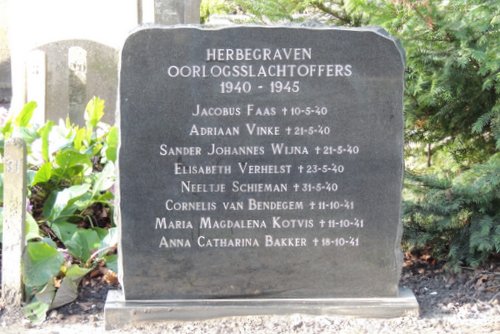 HERBEGRAVEN
OORLOGSSLACHTOFFERS
1940 - 1945
JACOBUS FAAS † 10-5-40
ADRIAAN VINKE † 21-5-40
SANDER JOHANNES WIJNA † 21-5-40
ELISABETH VERHELST † 23-5-40
NEELTJE SCHIEMAN † 31-5-40
CORNELIS VAN BENDEGEM † 11-10-41
MARIA MAGDALENA KOTVIS † 11-10-41
ANNA CATHARINA BAKKER † 18-10-41